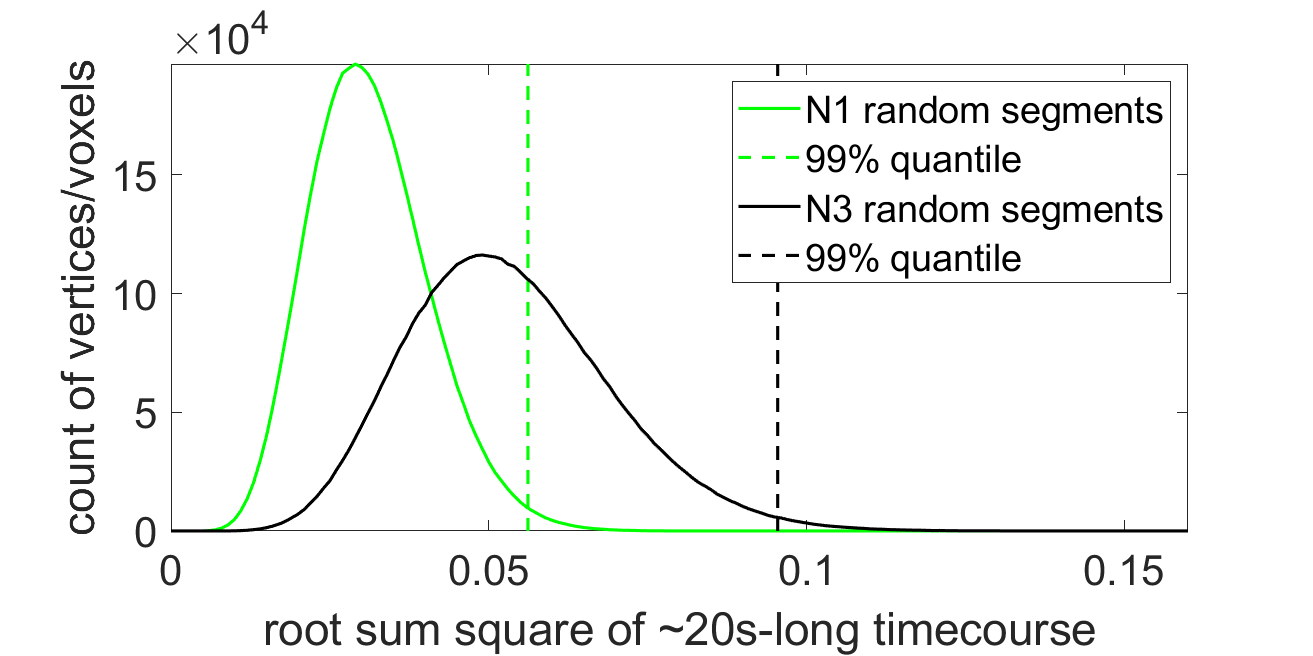 ×10⁴
count of vertices/voxels
15
10
5
0
0
0.05
0.1
0.15
root sum square of ~20s-long timecourse
N1 random segments
99% quantile
N3 random segments
99% quantile